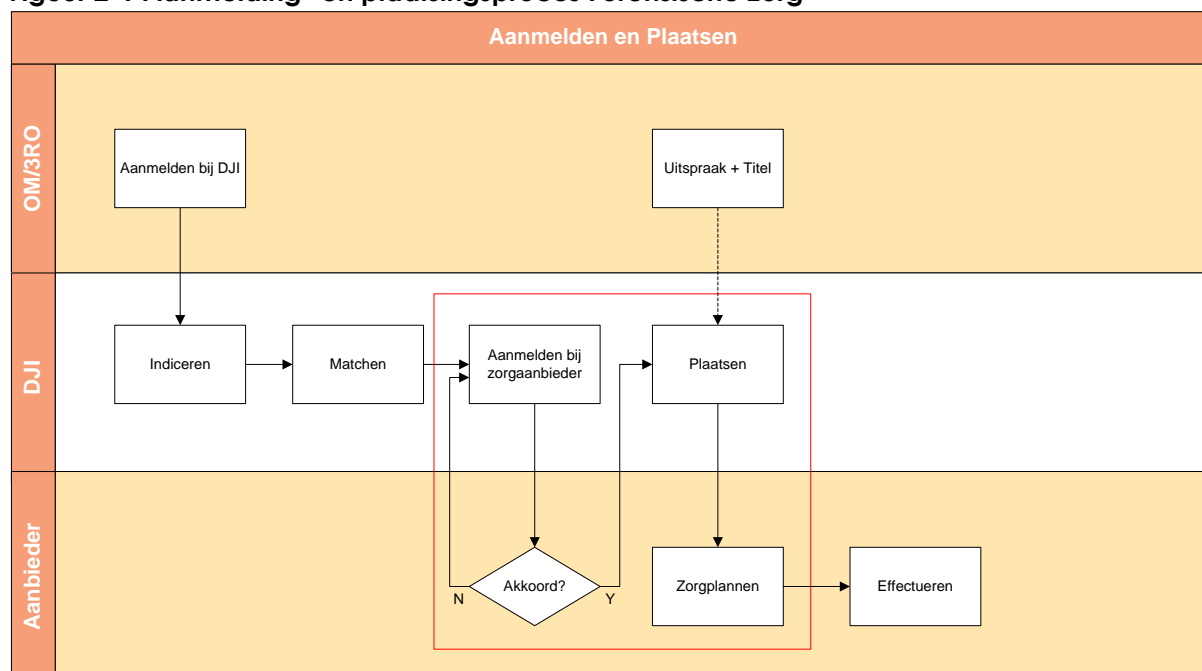 Aanmelden en Plaatsen
OM/3RO
Aanmelden bij DJI
Uitspraak + Titel
DJI
Indiceren
Matchen
Aanmelden bij
zorgaanbieder
Plaatsen
Aanbieder
Akkoord?
N
Y
Zorgplannen
Effectueren